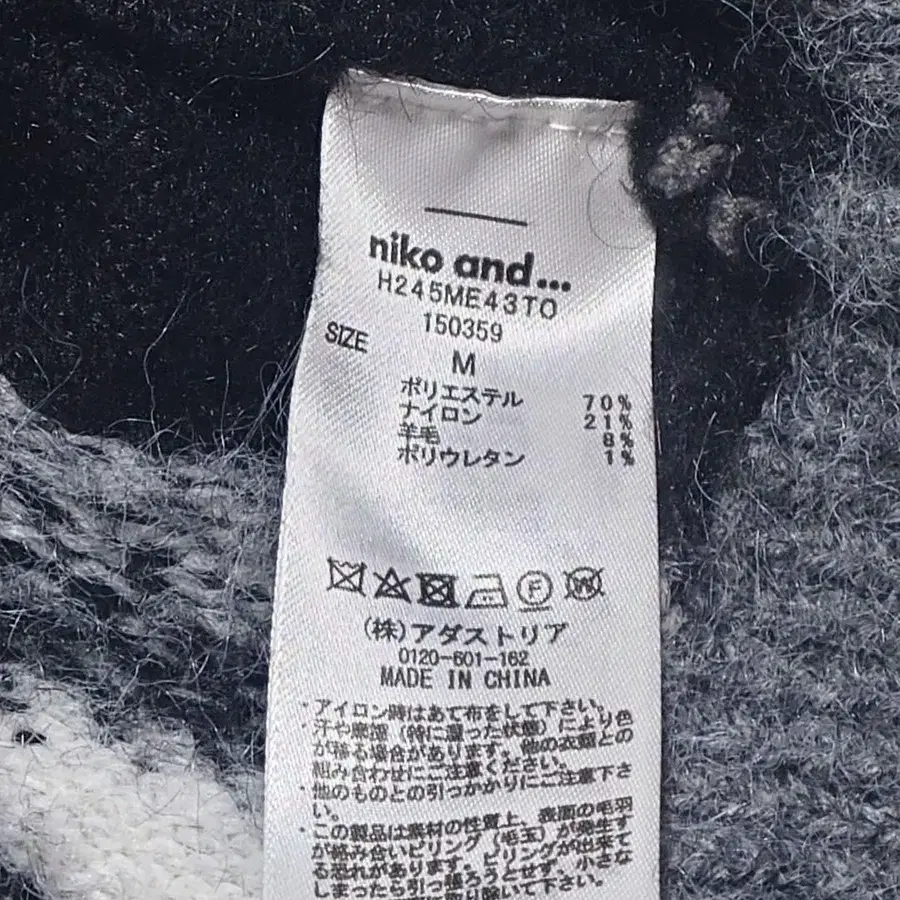 niko and...
H245ME43TO
150359
SIZE
M
ポリエステル 70%
ナイロン 21%
羊毛 8%
ポリウレタン 1%
F
W
(株)アダストリア
0120-601-162
MADE IN CHINA
・アイロン時はあて布をして下さい。
・汗や摩擦(特に湿った状態)により色
が移る場合があります。他の衣類との
組み合わせにご注意ください。
・他のものとの引っかかりにご注意下さ
い。
・この製品は素材の性質上、表面の毛羽
が絡み合いピリング(毛玉)が発生す
る恐れがあります。ピリングが出来て
しまったら引っ張ろうとせず、小さな
り除いて下さい。